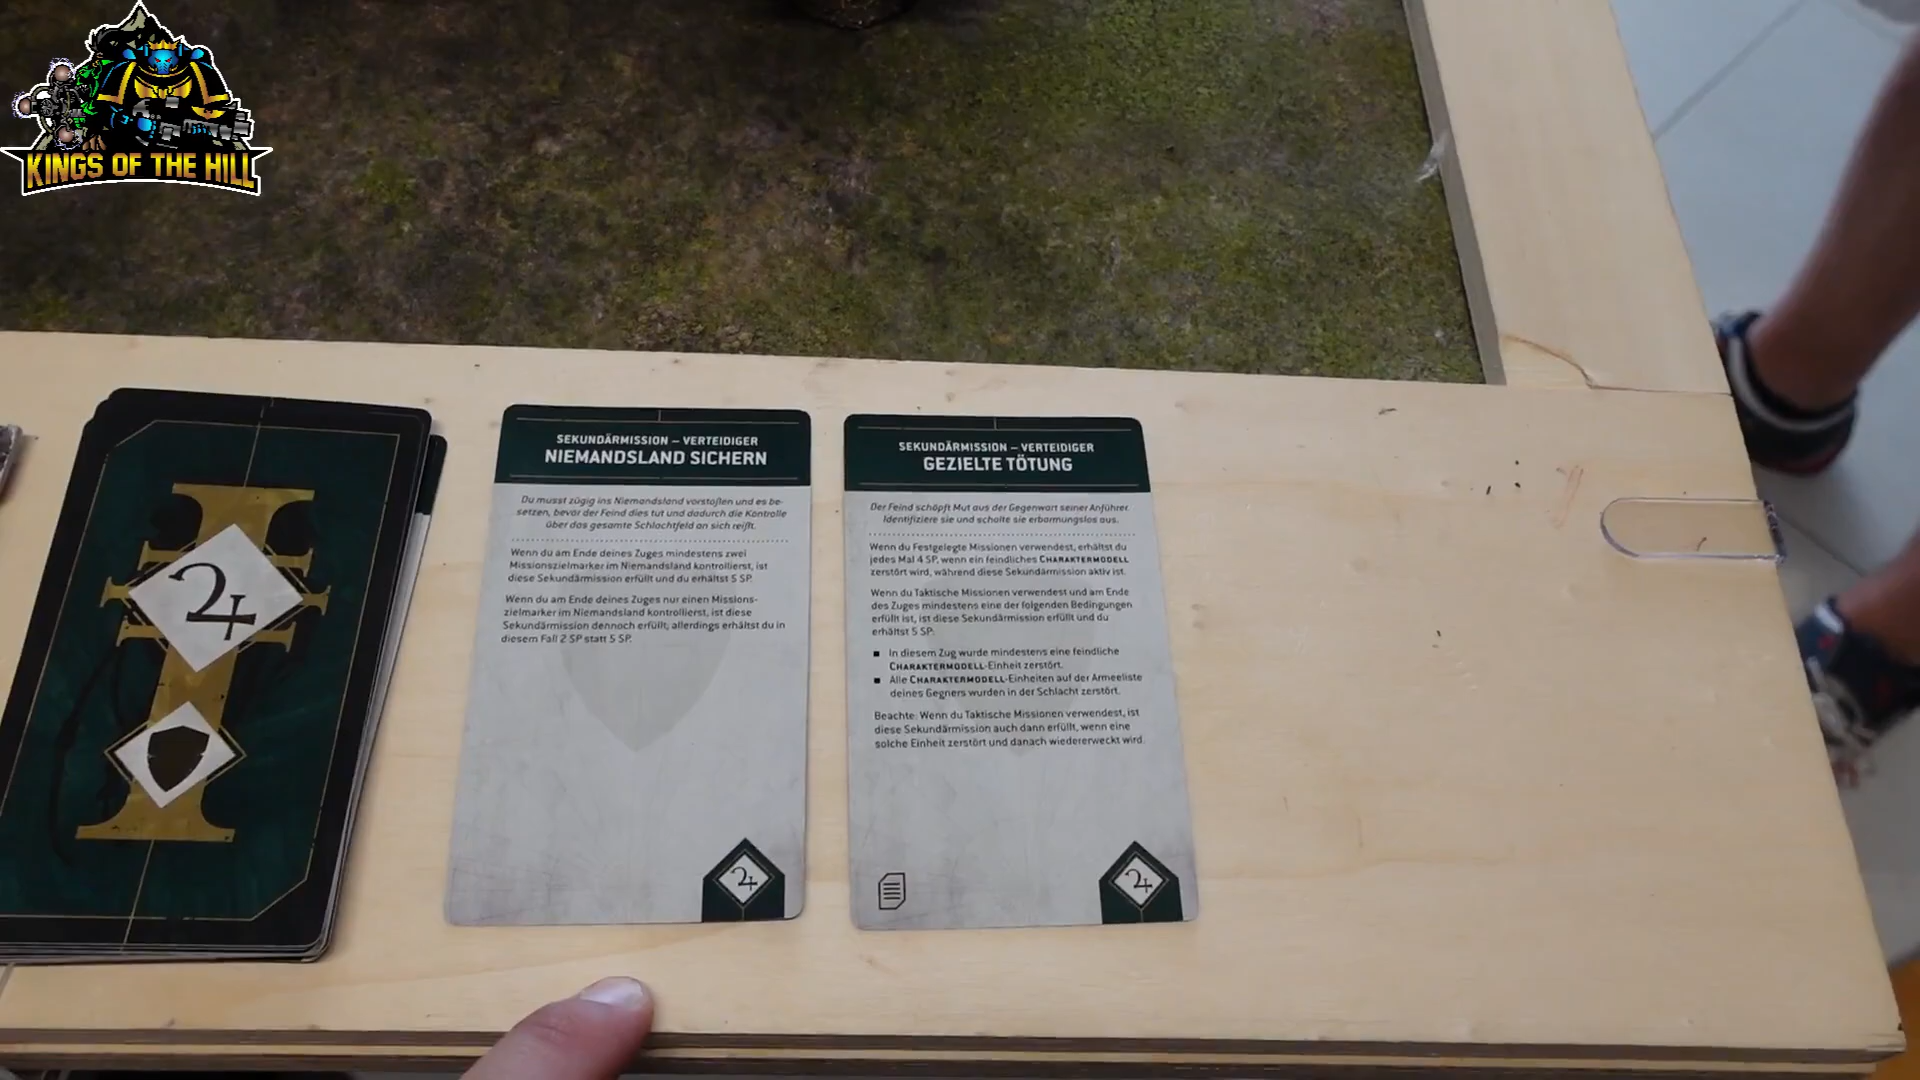 KINGS OF THE HILL
SEKUNDÄRMISSION – VERTEIDIGER
NIEMANDSLAND SICHERN
Du musst zügig ins Niemandsland vorstoßen und es be-
setzen, bevor der Feind dies tut und dadurch die Kontrolle
über das gesamte Schlachtfeld an sich reißt.
Wenn du am Ende deines Zuges mindestens zwei
Missionszielmarker im Niemandsland kontrollierst, ist
diese Sekundärmission erfüllt und du erhältst 5 SP.
Wenn du am Ende deines Zuges nur einen Missions-
zielmarker im Niemandsland kontrollierst, ist diese
Sekundärmission dennoch erfüllt, allerdings erhältst du in
diesem Fall 2 SP statt 5 SP.
SEKUNDÄRMISSION – VERTEIDIGER
GEZIELTE TÖTUNG
Der Feind schöpft Mut aus der Gegenwart seiner Anführer.
Identifiziere sie und schalte sie erbarmungslos aus.
Wenn du Festgelegte Missionen verwendest, erhältst du
jedes Mal 4 SP, wenn ein feindliches CHARAKTERMODELL
zerstört wird, während diese Sekundärmission aktiv ist.
Wenn du Taktische Missionen verwendest und am Ende
des Zuges mindestens eine der folgenden Bedingungen
erfüllt ist, ist diese Sekundärmission erfüllt und du
erhältst 5 SP:
■ In diesem Zug wurde mindestens eine feindliche
CHARAKTERMODELL-Einheit zerstört.
■ Alle CHARAKTERMODELL-Einheiten auf der Armeeliste
deines Gegners wurden in der Schlacht zerstört.
Beachte: Wenn du Taktische Missionen verwendest, ist
diese Sekundärmission auch dann erfüllt, wenn eine
solche Einheit zerstört und danach wiedererweckt wird.